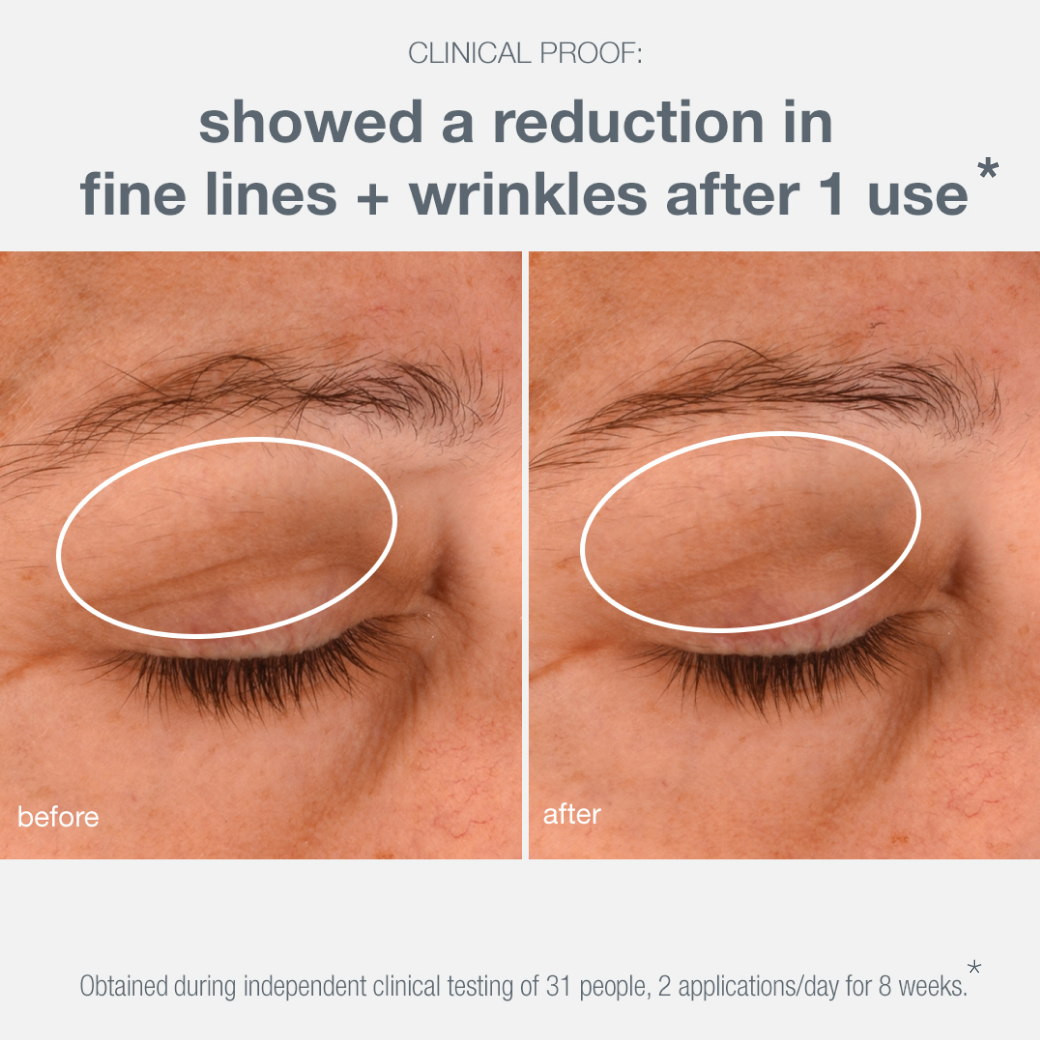 CLINICAL PROOF:
showed a reduction in
fine lines + wrinkles after 1 use*
before
after
Obtained during independent clinical testing of 31 people, 2 applications/day for 8 weeks.*